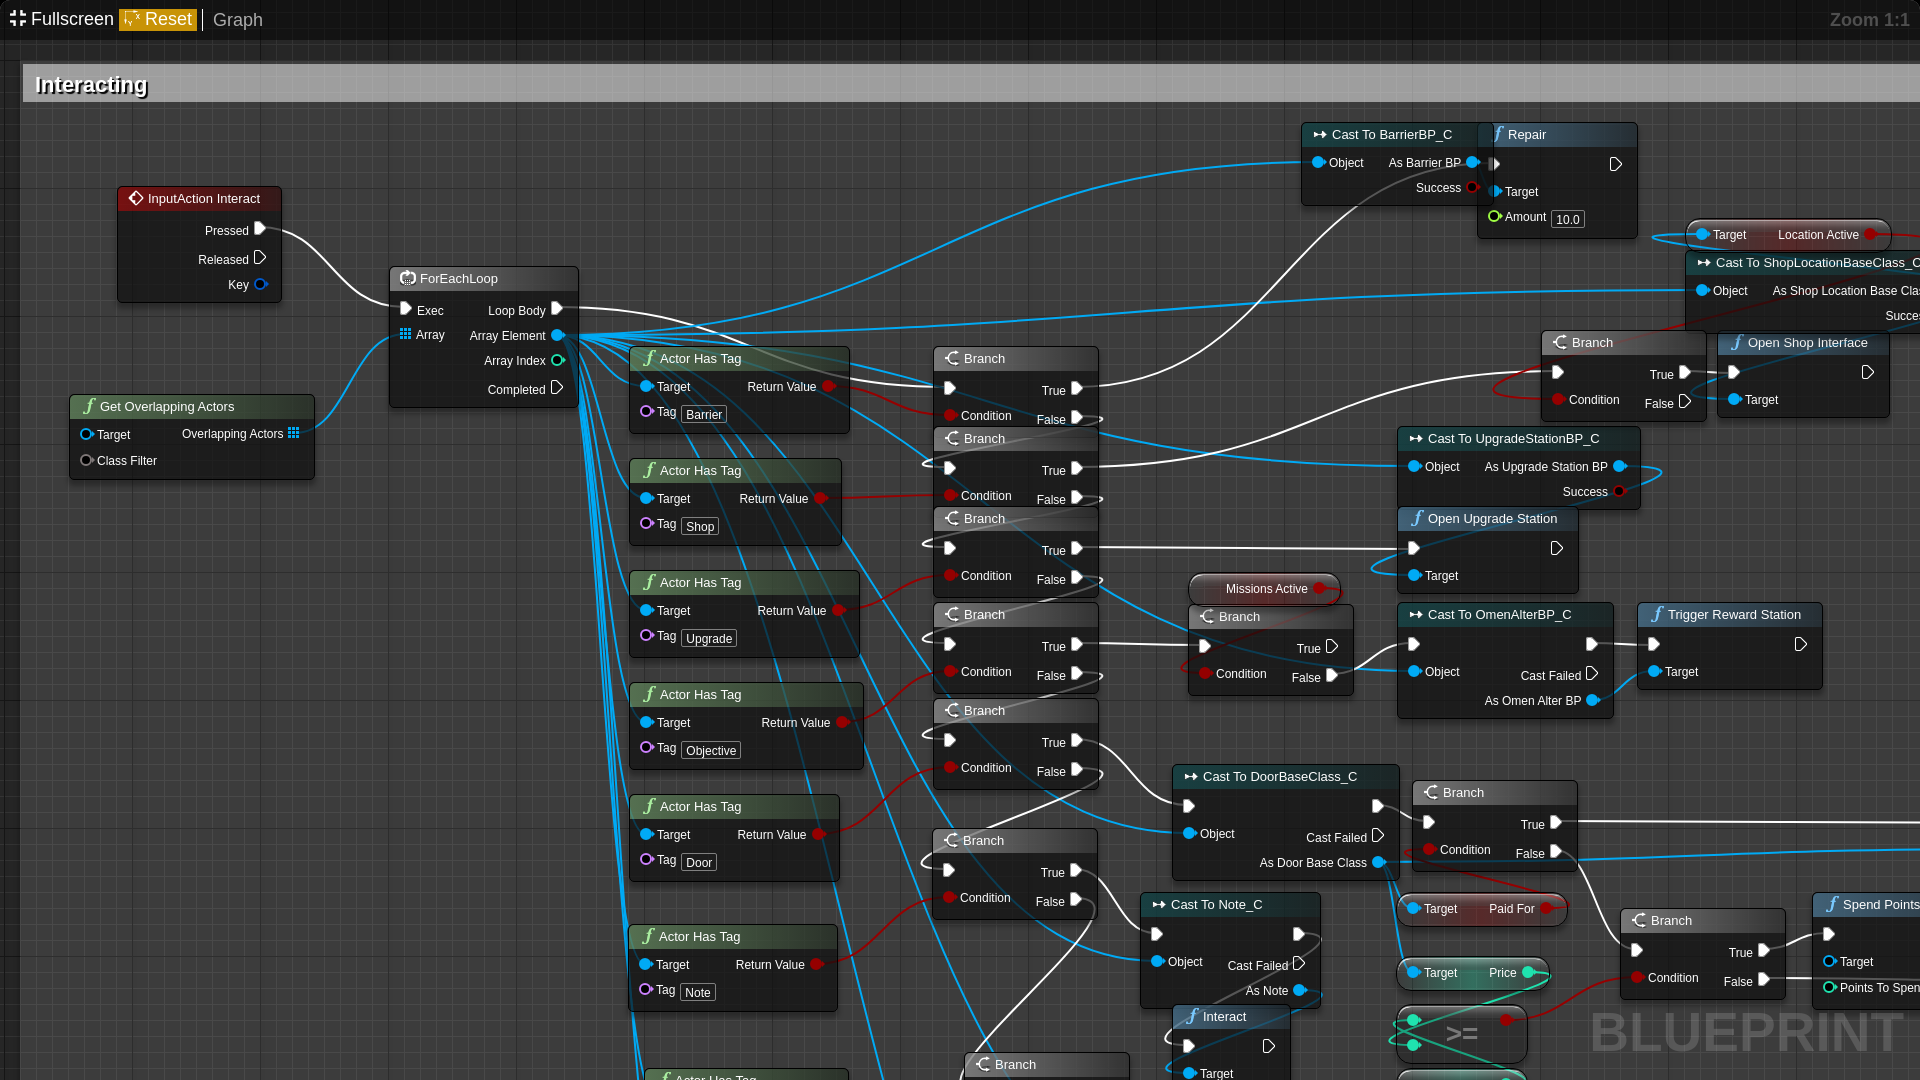 Fullscreen Reset Graph
Zoom 1:1
Interacting
InputAction Interact
Pressed
Released
Key
Get Overlapping Actors
Target Overlapping Actors
Class Filter
ForEachLoop
Exec Loop Body
Array Array Element
Array Index
Completed
Actor Has Tag
Target Return Value
Tag Barrier
Actor Has Tag
Target Return Value
Tag Shop
Actor Has Tag
Target Return Value
Tag Upgrade
Actor Has Tag
Target Return Value
Tag Objective
Actor Has Tag
Target Return Value
Tag Door
Actor Has Tag
Target Return Value
Tag Note
Actor Has Tag
Branch
True
Condition False
Branch
True
Condition False
Branch
True
Condition False
Branch
True
Condition False
Branch
True
Condition False
Branch
True
Condition False
Branch
Cast To BarrierBP_C
Object As Barrier BP
Success
Repair
Target
Amount 10.0
Target Location Active
Cast To ShopLocationBaseClass_C
Object As Shop Location Base Clas
Succes
Branch
True
Condition False
Open Shop Interface
Target
Cast To UpgradeStationBP_C
Object As Upgrade Station BP
Success
Open Upgrade Station
Target
Missions Active
Branch
True
Condition False
Cast To OmenAlterBP_C
Object Cast Failed
As Omen Alter BP
Trigger Reward Station
Target
Cast To DoorBaseClass_C
Object Cast Failed
As Door Base Class
Branch
True
Condition False
Target Paid For
Target Price
>=
Branch
True
Condition False
Spend Points
Target
Points To Spen
Cast To Note_C
Object Cast Failed
As Note
Interact
Target
BLUEPRINT